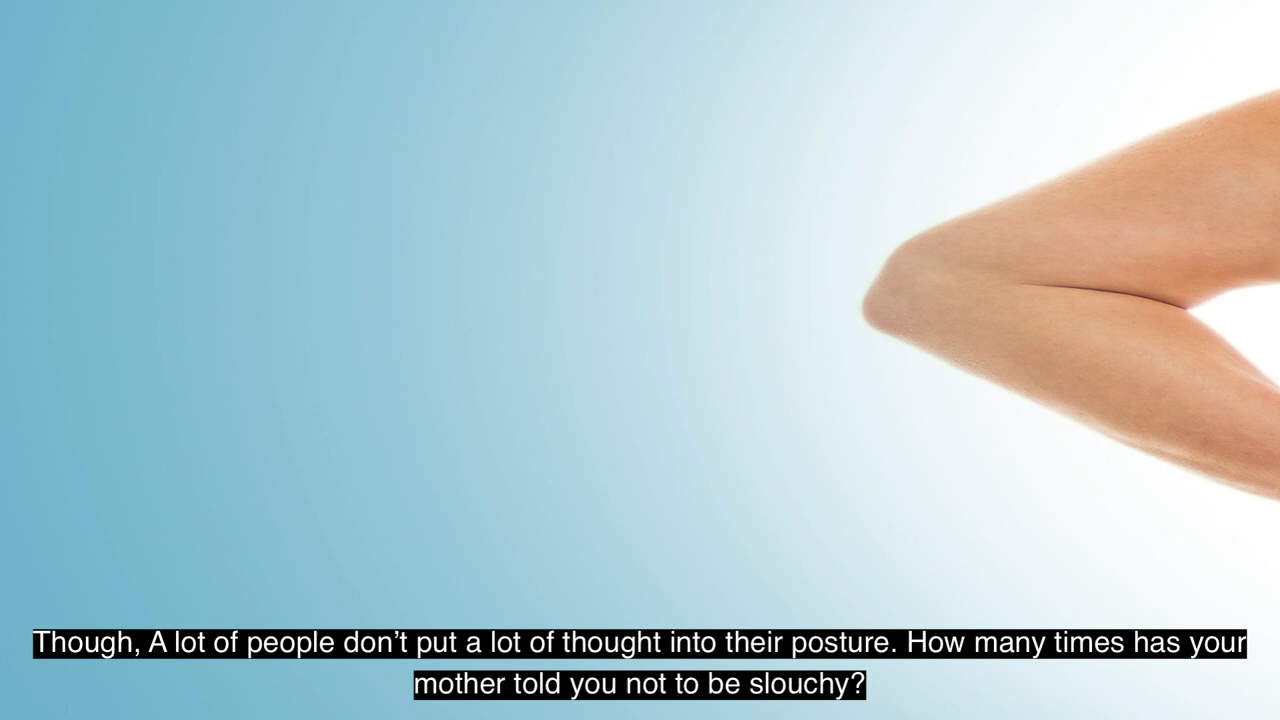 Though, A lot of people don’t put a lot of thought into their posture. How many times has your
mother told you not to be slouchy?